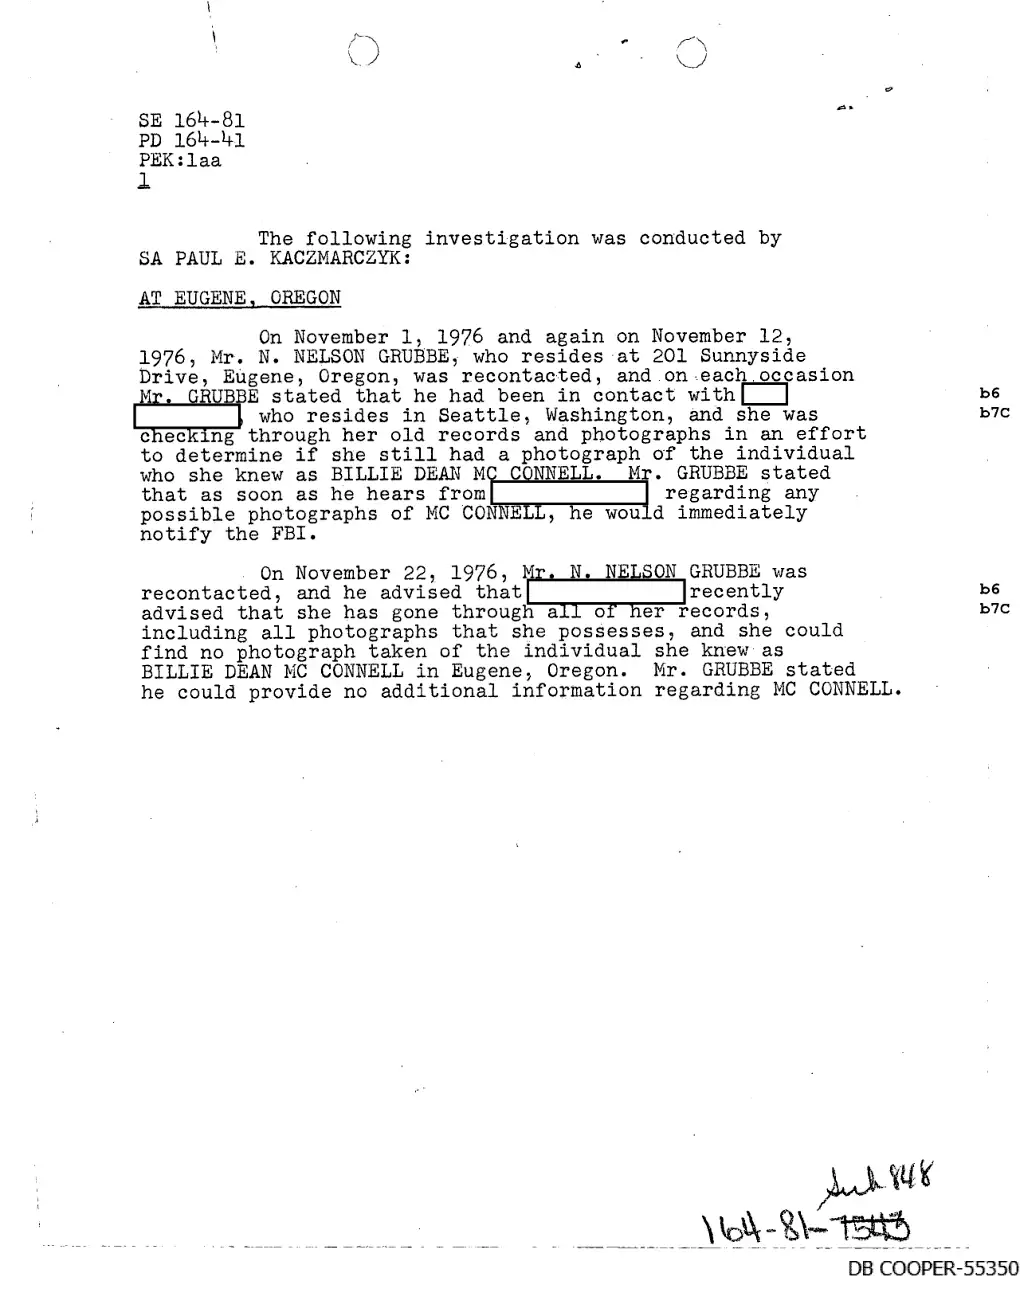 SE 164-81
PD 164-41
PEK:laa
1
The following investigation was conducted by
SA PAUL E. KACZMARCZYK:
AT EUGENE, OREGON
On November 1, 1976 and again on November 12,
1976, Mr. N. NELSON GRUBBE, who resides at 201 Sunnyside
Drive, Eugene, Oregon, was recontacted, and on each occasion
Mr. GRUBBE stated that he had been in contact with
b6
, who resides in Seattle, Washington, and she was
b7C
checking through her old records and photographs in an effort
to determine if she still had a photograph of the individual
who she knew as BILLIE DEAN MC CONNELL. Mr. GRUBBE stated
that as soon as he hears from regarding any
possible photographs of MC CONNELL, he would immediately
notify the FBI.
On November 22, 1976, Mr. N. NELSON GRUBBE was
recontacted, and he advised that recently
b6
advised that she has gone through all of her records,
b7C
including all photographs that she possesses, and she could
find no photograph taken of the individual she knew as
BILLIE DEAN MC CONNELL in Eugene, Oregon. Mr. GRUBBE stated
he could provide no additional information regarding MC CONNELL.
Sub 848
164-81-7543
DB COOPER-55350